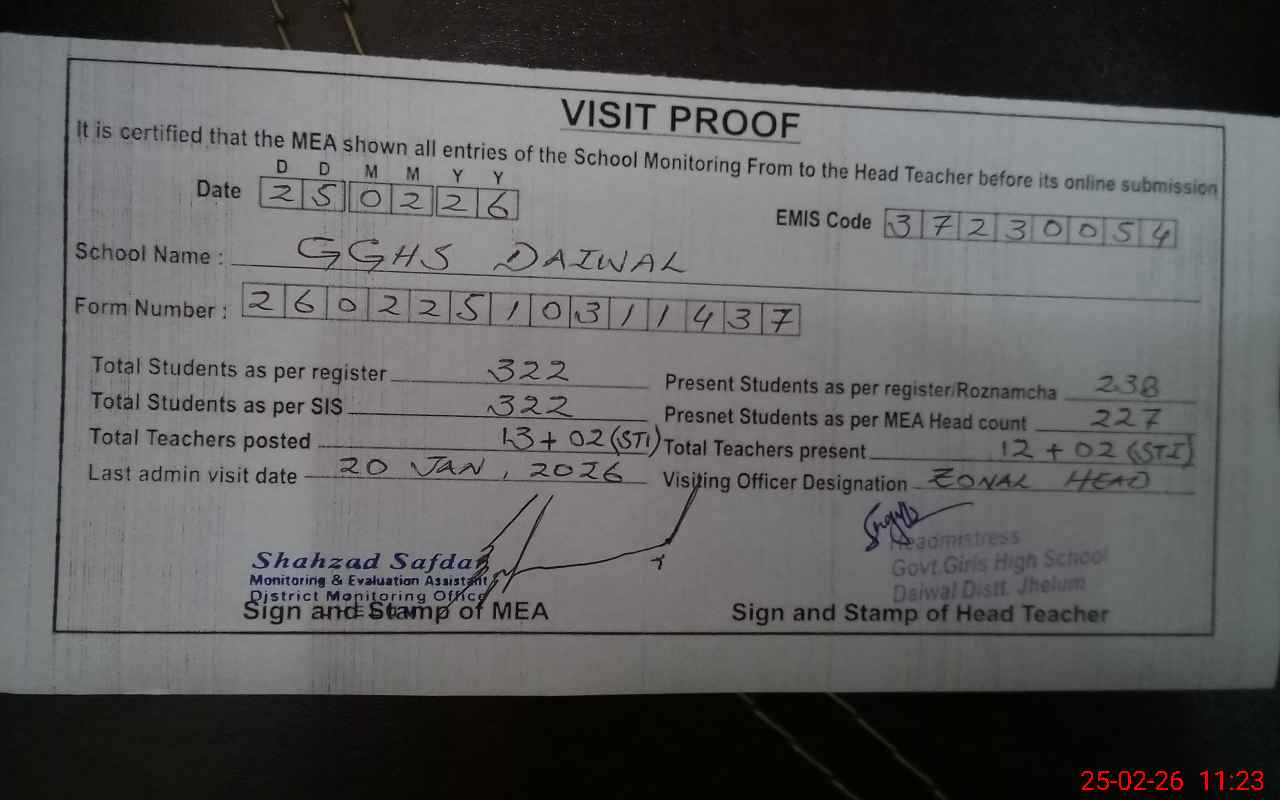 VISIT PROOF
It is certified that the MEA shown all entries of the School Monitoring From to the Head Teacher before its online submission
D D M M Y Y
Date 2 5 0 2 2 6
EMIS Code 3 7 2 3 0 0 5 4
School Name : GGHS DAIWAL
Form Number : 2 6 0 2 2 5 1 0 3 1 1 4 3 7
Total Students as per register 322 Present Students as per register/Roznamcha 238
Total Students as per SIS 322 Presnet Students as per MEA Head count 227
Total Teachers posted 13 + 02 (STI) Total Teachers present 12 + 02 (STI)
Last admin visit date 20 JAN, 2026 Visiting Officer Designation ZONAL HEAD
Shahzad Safdar
Monitoring & Evaluation Assistant
District Monitoring Office
Sign and Stamp of MEA
Headmistress
Govt.Girls High School
Daiwal Distt. Jhelum
Sign and Stamp of Head Teacher
25-02-26 11:23